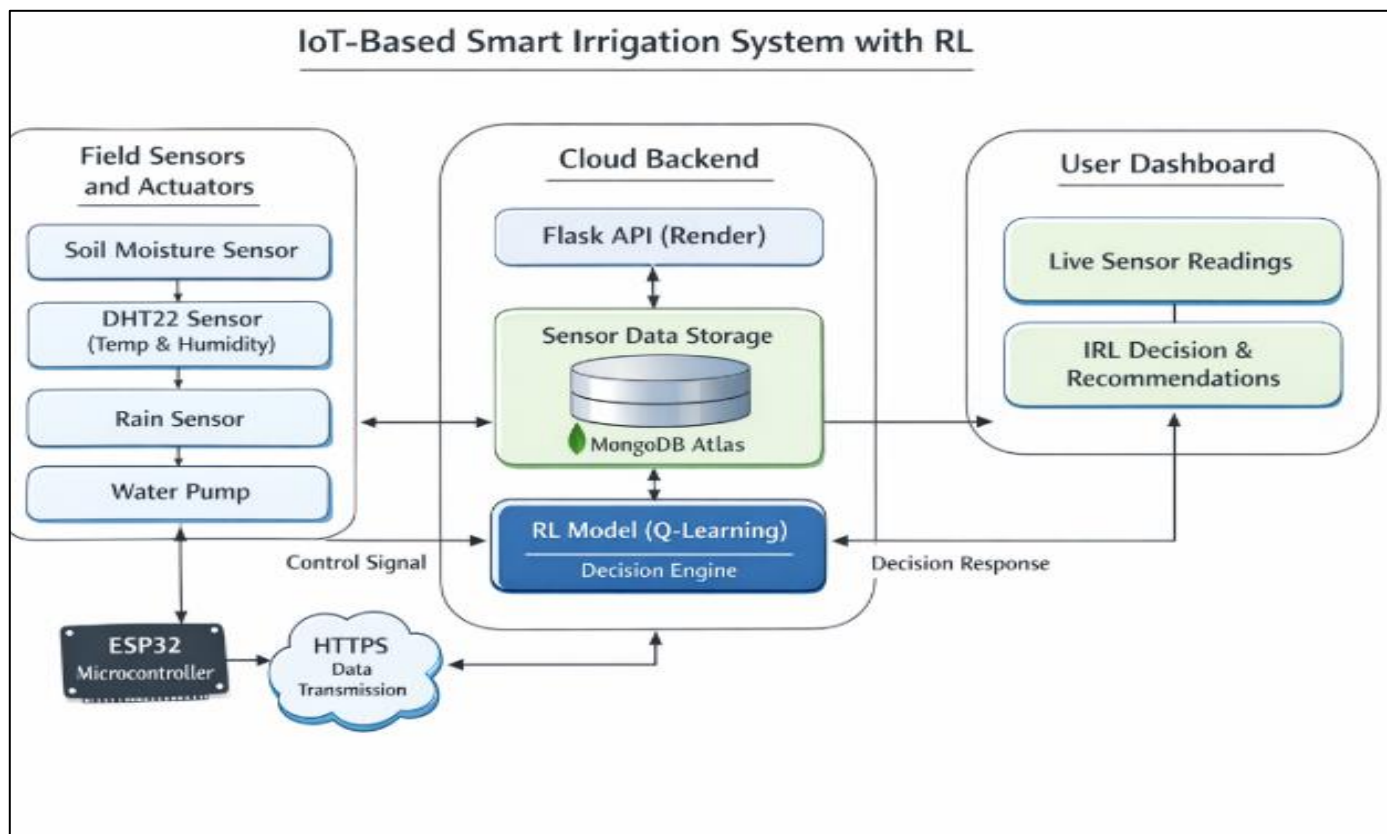 IoT-Based Smart Irrigation System with RL
Field Sensors
and Actuators
Soil Moisture Sensor
DHT22 Sensor
(Temp & Humidity)
Rain Sensor
Water Pump
Control Signal
ESP32
Microcontroller
HTTPS
Data
Transmission
Cloud Backend
Flask API (Render)
Sensor Data Storage
MongoDB Atlas
RL Model (Q-Learning)
Decision Engine
Decision Response
User Dashboard
Live Sensor Readings
IRL Decision &
Recommendations